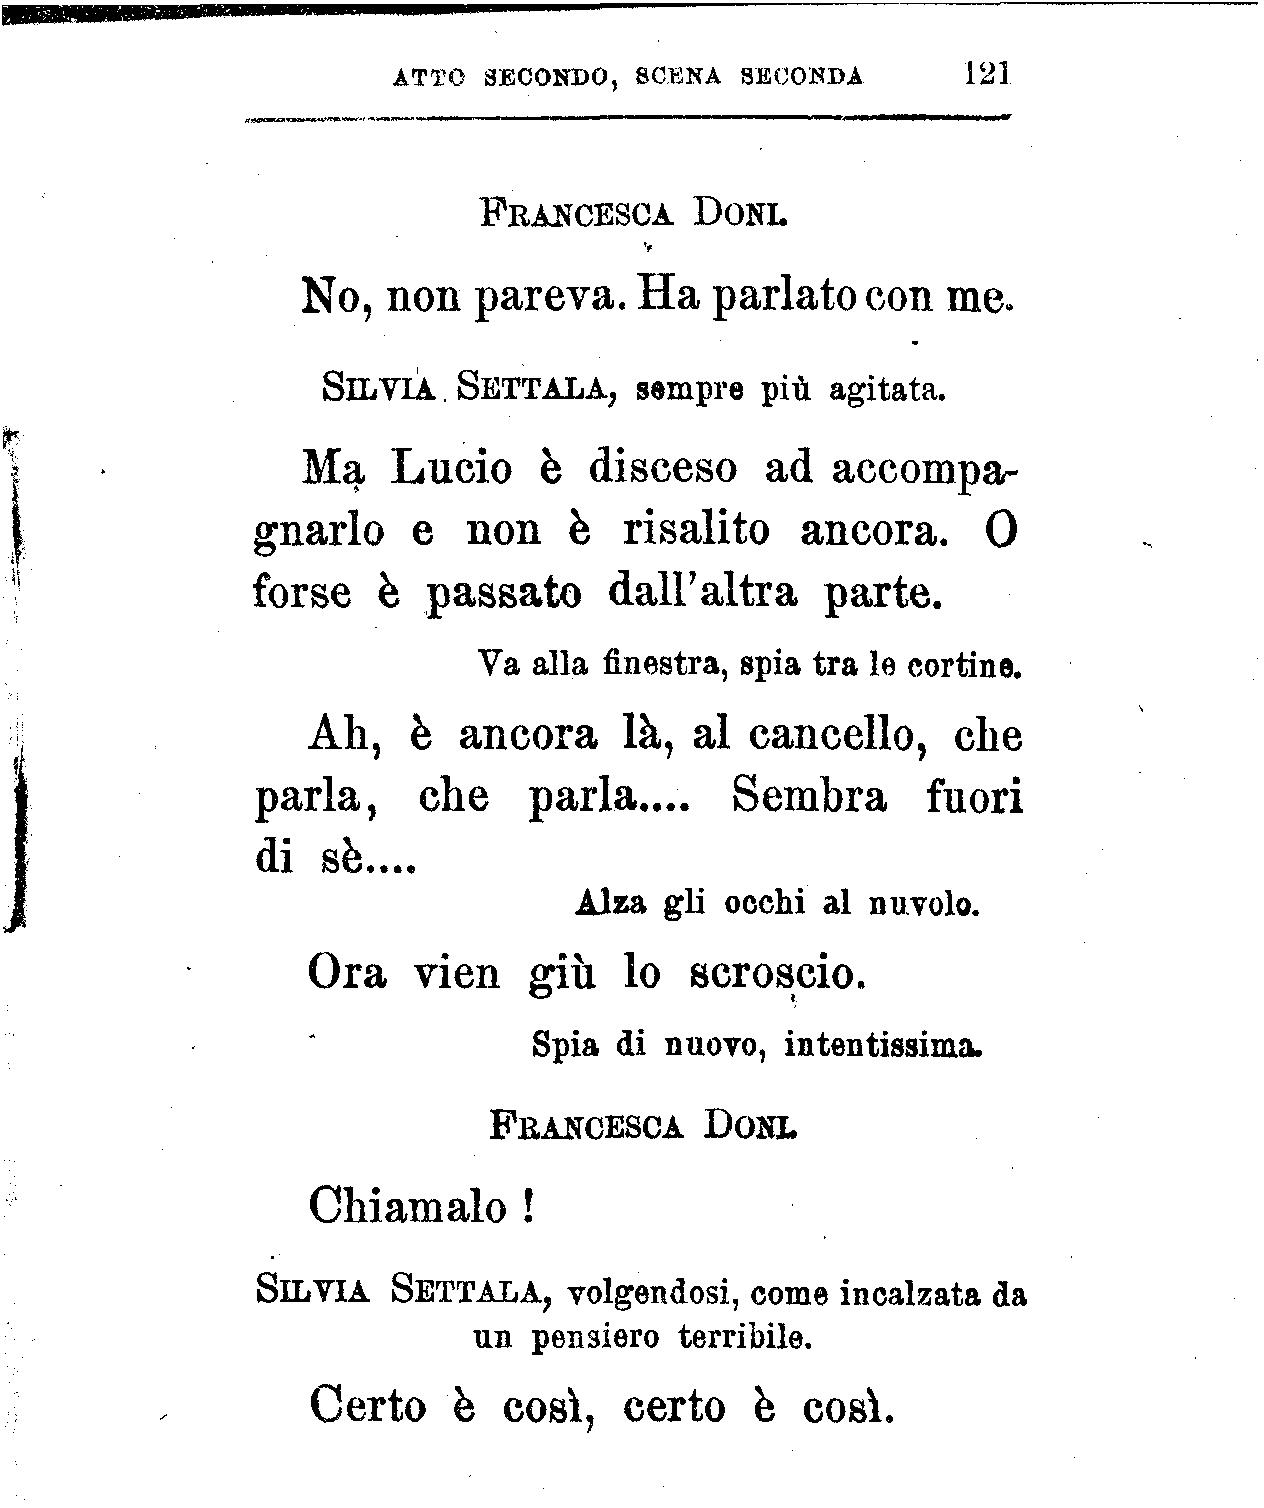 ATTO SECONDO, SCENA SECONDA 121
FRANCESCA DONI.
No, non pareva. Ha parlato con me.
SILVIA SETTALA, sempre più agitata.
Ma Lucio è disceso ad accompa-
gnarlo e non è risalito ancora. O
forse è passato dall'altra parte.
Va alla finestra, spia tra le cortine.
Ah, è ancora là, al cancello, che
parla, che parla.... Sembra fuori
di sè....
Alza gli occhi al nuvolo.
Ora vien giù lo scroscio.
Spia di nuovo, intentissima.
FRANCESCA DONI.
Chiamalo !
SILVIA SETTALA, volgendosi, come incalzata da
un pensiero terribile.
Certo è così, certo è così.